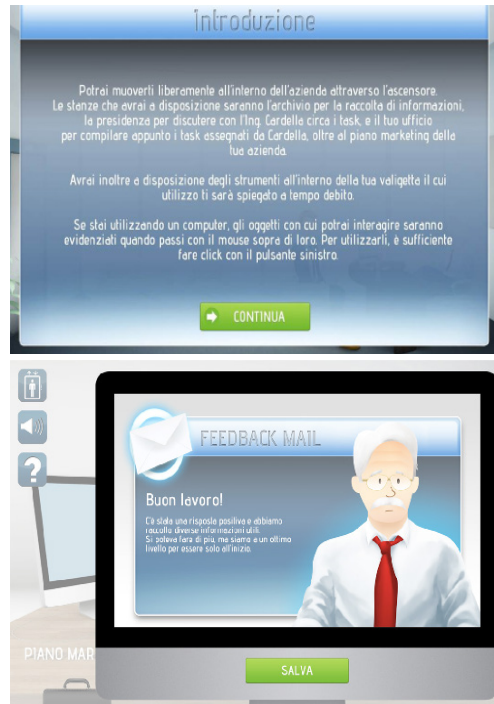 Introduzione
Potrai muoverti liberamente all'interno dell'azienda attraverso l'ascensore.
Le stanze che avrai a disposizione saranno l'archivio per la raccolta di informazioni,
la presidenza per discutere con l'Ing. Cardella circa i task, e il tuo ufficio
per compilare appunto i task assegnati da Cardella, oltre al piano marketing della
tua azienda.
Avrai inoltre a disposizione degli strumenti all'interno della tua valigetta il cui
utilizzo ti sarà spiegato a tempo debito.
Se stai utilizzando un computer, gli oggetti con cui potrai interagire saranno
evidenziati quando passi con il mouse sopra di loro. Per utilizzarli, è sufficiente
fare click con il pulsante sinistro.
CONTINUA
?
FEEDBACK MAIL
Buon lavoro!
C'è stata una risposta positiva e abbiamo
raccolto diverse informazioni utili.
Si poteva fare di più, ma siamo a un ottimo
livello per essere solo all'inizio.
PIANO MAR
SALVA